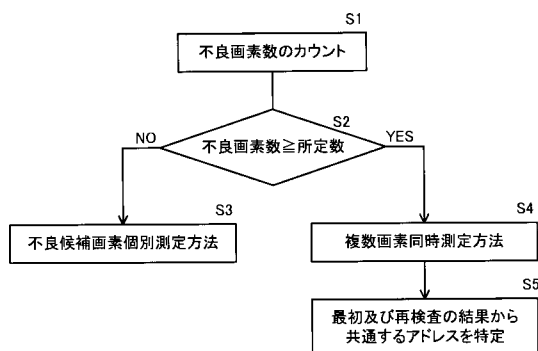 S1
不良画素数のカウント
S2
不良画素数≧所定数
NO
YES
S3
不良候補画素個別測定方法
S4
複数画素同時測定方法
S5
最初及び再検査の結果から
共通するアドレスを特定